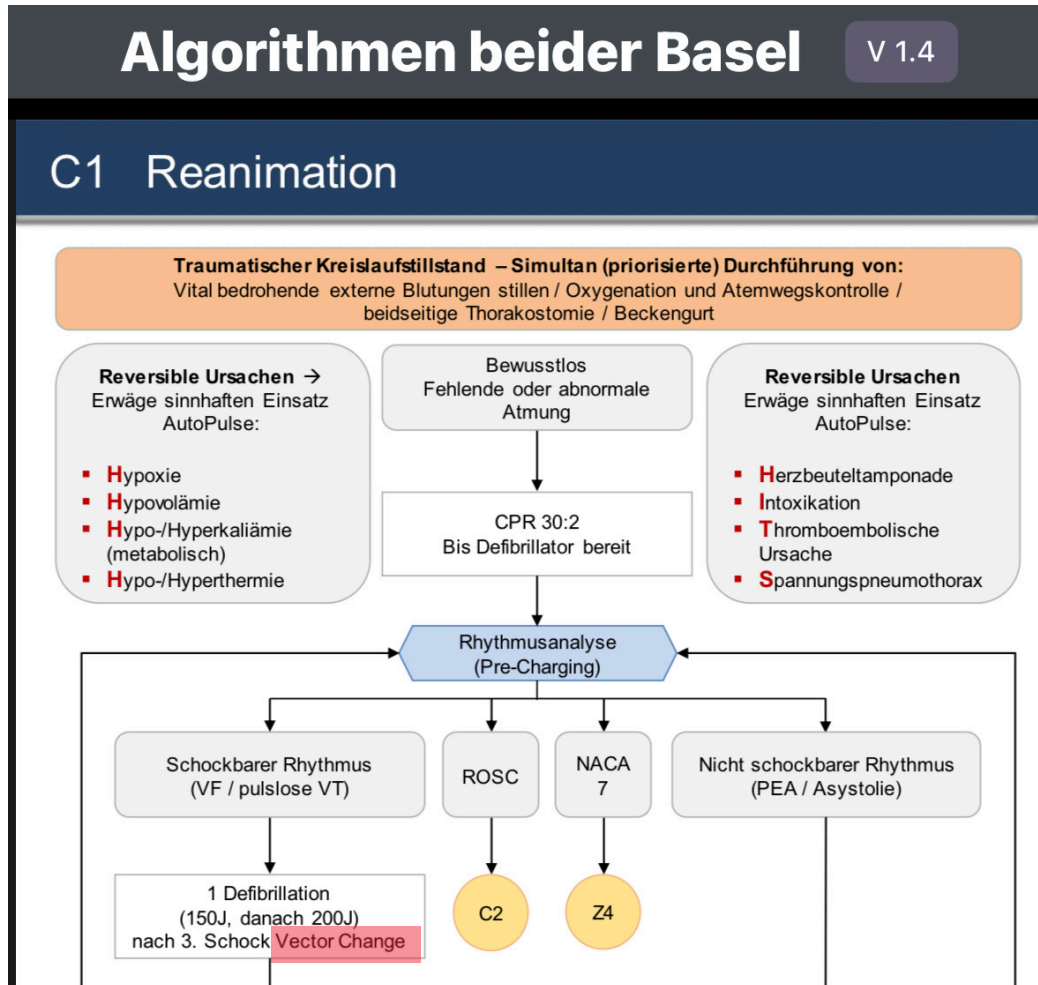 Algorithmen beider Basel
V 1.4
C1 Reanimation
Traumatischer Kreislaufstillstand – Simultan (priorisierte) Durchführung von:
Vital bedrohende externe Blutungen stillen / Oxygenation und Atemwegskontrolle /
beidseitige Thorakostomie / Beckengurt
Reversible Ursachen →
Erwäge sinnhaften Einsatz
AutoPulse:
▪ Hypoxie
▪ Hypovolämie
▪ Hypo-/Hyperkaliämie
(metabolisch)
▪ Hypo-/Hyperthermie
Bewusstlos
Fehlende oder abnormale
Atmung
CPR 30:2
Bis Defibrillator bereit
Reversible Ursachen
Erwäge sinnhaften Einsatz
AutoPulse:
▪ Herzbeuteltamponade
▪ Intoxikation
▪ Thromboembolische
Ursache
▪ Spannungspneumothorax
Rhythmusanalyse
(Pre-Charging)
Schockbarer Rhythmus
(VF / pulslose VT)
ROSC
NACA
7
Nicht schockbarer Rhythmus
(PEA / Asystolie)
1 Defibrillation
(150J, danach 200J)
nach 3. Schock Vector Change
C2
Z4